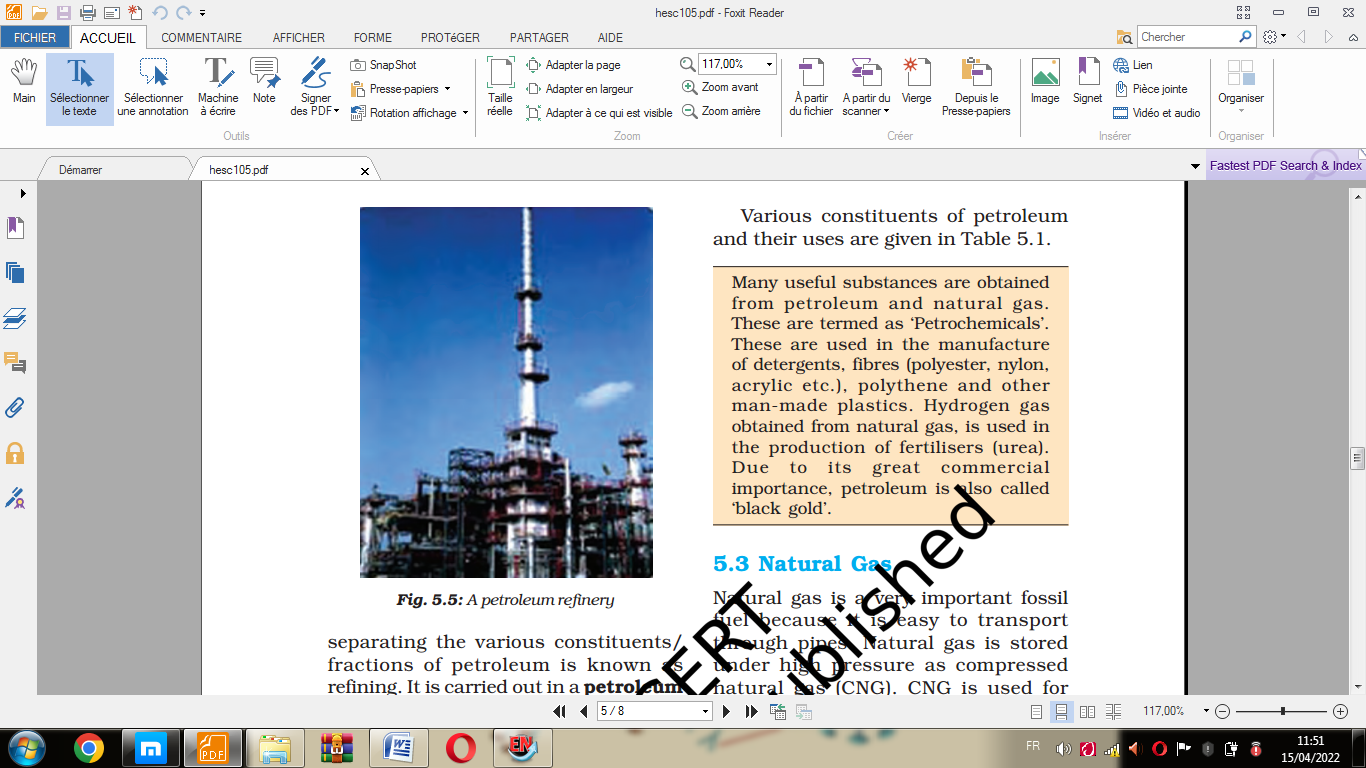 hesc105.pdf - Foxit Reader
FICHIER ACCUEIL COMMENTAIRE AFFICHER FORME PROTéGER PARTAGER AIDE
Chercher
Main
Sélectionner
le texte
Sélectionner
une annotation
Machine
à écrire
Note
Signer
des PDF
SnapShot
Presse-papiers
Rotation affichage
Outils
Taille
réelle
Adapter la page
Adapter en largeur
Adapter à ce qui est visible
117,00%
Zoom avant
Zoom arrière
Zoom
À partir
du fichier
A partir du
scanner
Vierge
Depuis le
Presse-papiers
Créer
Image
Signet
Lien
Pièce jointe
Vidéo et audio
Insérer
Organiser
Organiser
Démarrer
hesc105.pdf
Fastest PDF Search & Index
Fig. 5.5: A petroleum refinery
separating the various constituents/
fractions of petroleum is known as
refining. It is carried out in a petroleum
Various constituents of petroleum
and their uses are given in Table 5.1.
Many useful substances are obtained
from petroleum and natural gas.
These are termed as ‘Petrochemicals’.
These are used in the manufacture
of detergents, fibres (polyester, nylon,
acrylic etc.), polythene and other
man-made plastics. Hydrogen gas
obtained from natural gas, is used in
the production of fertilisers (urea).
Due to its great commercial
importance, petroleum is also called
‘black gold’.
5.3 Natural Gas
Natural gas is a very important fossil
fuel because it is easy to transport
through pipes. Natural gas is stored
under high pressure as compressed
natural gas (CNG). CNG is used for
ERT
blished
5 / 8
117,00%
PDF
EN
FR
11:51
15/04/2022